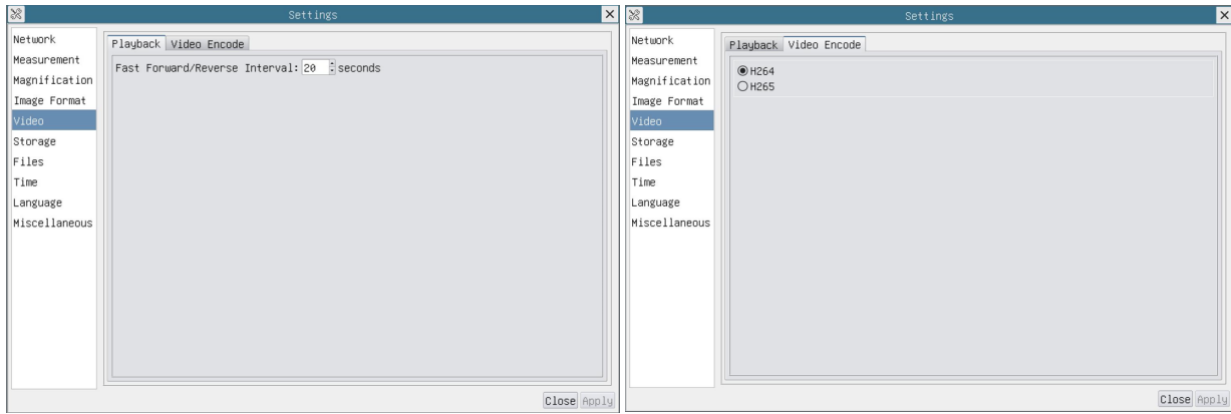 Settings
Network
Measurement
Magnification
Image Format
Video
Storage
Files
Time
Language
Miscellaneous
Playback Video Encode
Fast Forward/Reverse Interval: 20 seconds
Close Apply
Settings
Network
Measurement
Magnification
Image Format
Video
Storage
Files
Time
Language
Miscellaneous
Playback Video Encode
H264
H265
Close Apply